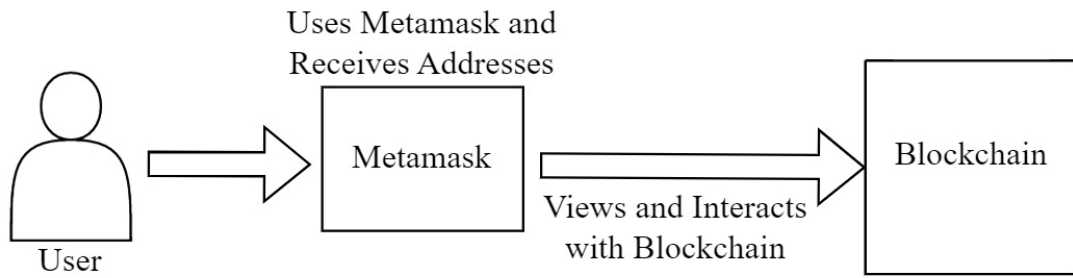 Uses Metamask and
Receives Addresses
Metamask
Blockchain
Views and Interacts
with Blockchain
User